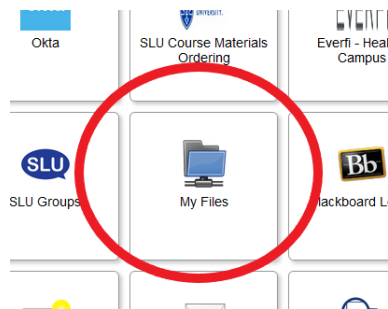 UNIVERSITY.
Okta
SLU Course Materials
Ordering
Everfi - Heal
Campus
SLU
SLU Groups
My Files
Bb
lackboard L